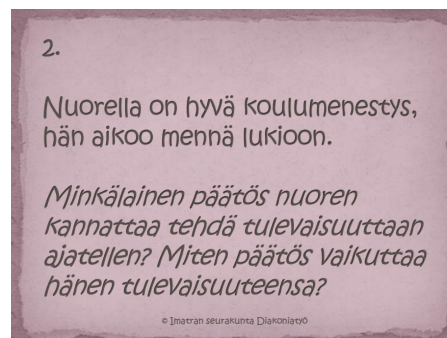 2.
Nuorella on hyvä koulumenestys,
hän aikoo mennä lukioon.
Minkälainen päätös nuoren
kannattaa tehdä tulevaisuuttaan
ajatellen? Miten päätös vaikuttaa
hänen tulevaisuuteensa?
© Imatran seurakunta Diakoniatyö